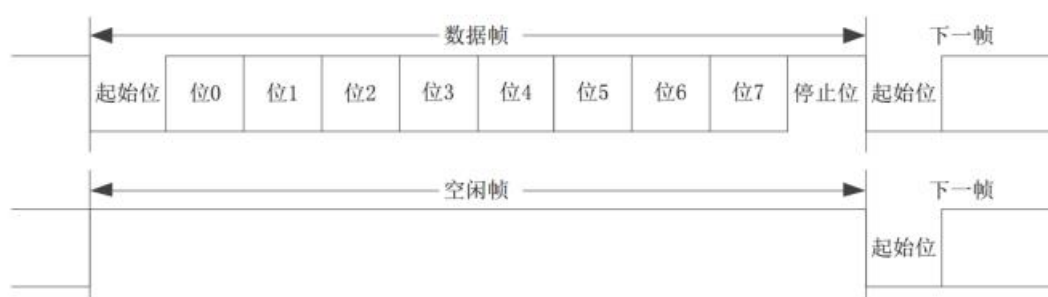 数据帧 下一帧
起始位 位0 位1 位2 位3 位4 位5 位6 位7 停止位 起始位
空闲帧 下一帧
起始位